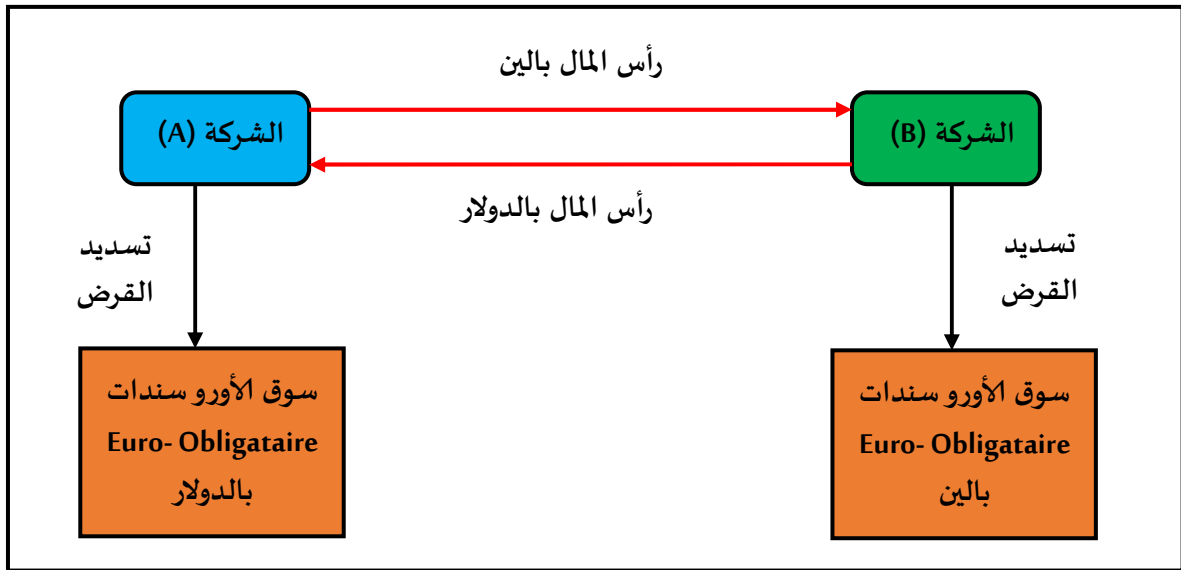 رأس المال بالين
الشركة (A)
الشركة (B)
رأس المال بالدولار
تسديد
القرض
تسديد
القرض
سوق الأورو سندات
Euro- Obligataire
بالدولار
سوق الأورو سندات
Euro- Obligataire
بالين